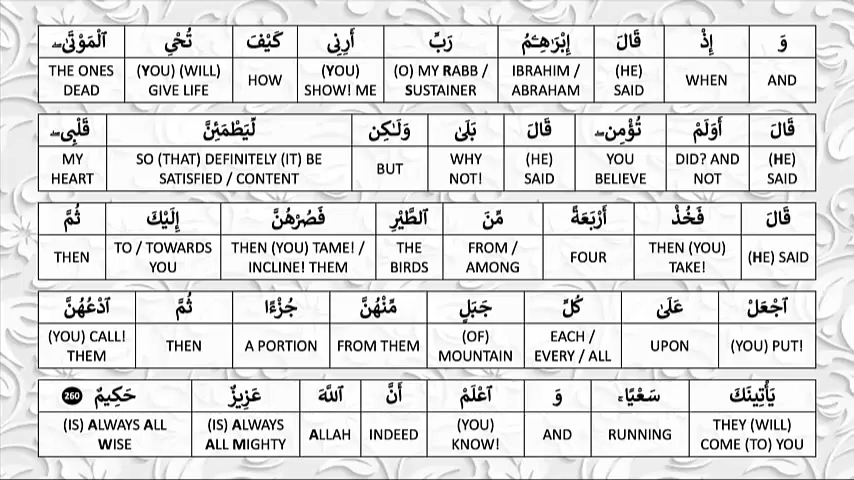 وَ إِذْ قَالَ إِبْرَٰهِـۧمُ رَبِّ أَرِنِى كَيْفَ تُحْىِ ٱلْمَوْتَىٰ
AND WHEN (HE) SAID IBRAHIM / ABRAHAM (O) MY RABB / SUSTAINER (YOU) SHOW! ME HOW (YOU) (WILL) GIVE LIFE THE ONES DEAD
قَالَ أَوَلَمْ تُؤْمِن قَالَ بَلَىٰ وَلَـٰكِن لِّيَطْمَئِنَّ قَلْبِى
(HE) SAID DID? AND NOT YOU BELIEVE (HE) SAID WHY NOT! BUT SO (THAT) DEFINITELY (IT) BE SATISFIED / CONTENT MY HEART
قَالَ فَخُذْ أَرْبَعَةً مِّنَ ٱلطَّيْرِ فَصُرْهُنَّ إِلَيْكَ ثُمَّ
(HE) SAID THEN (YOU) TAKE! FOUR FROM / AMONG THE BIRDS THEN (YOU) TAME! / INCLINE! THEM TO / TOWARDS YOU THEN
ٱجْعَلْ عَلَىٰ كُلِّ جَبَلٍ مِّنْهُنَّ جُزْءًا ثُمَّ ٱدْعُهُنَّ
(YOU) PUT! UPON EACH / EVERY / ALL (OF) MOUNTAIN FROM THEM A PORTION THEN (YOU) CALL! THEM
يَأْتِينَكَ سَعْيًا وَ ٱعْلَمْ أَنَّ ٱللَّهَ عَزِيزٌ حَكِيمٌ 260
THEY (WILL) COME (TO) YOU RUNNING AND (YOU) KNOW! INDEED ALLAH (IS) ALWAYS ALL MIGHTY (IS) ALWAYS ALL WISE